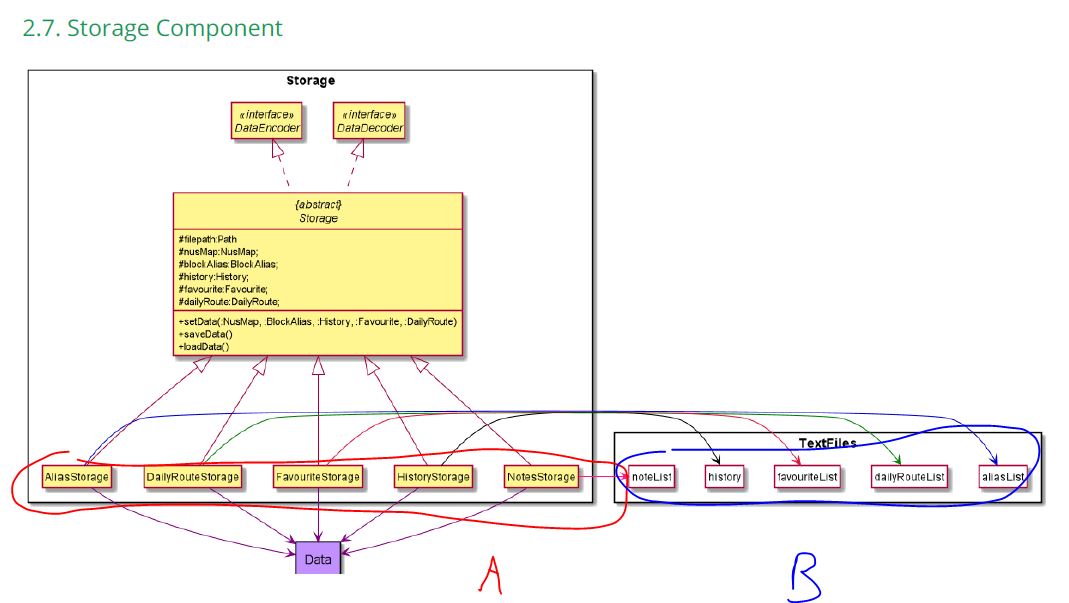 2.7. Storage Component
Storage
«interface»
DataEncoder
«interface»
DataDecoder
{abstract}
Storage
#filepath:Path
#nusMap:NusMap;
#blockAlias:BlockAlias;
#history:History;
#favourite:Favourite;
#dailyRoute:DailyRoute;
+setData(:NusMap, :BlockAlias, :History, :Favourite, :DailyRoute)
+saveData()
+loadData()
TextFiles
AliasStorage
DailyRouteStorage
FavouriteStorage
HistoryStorage
NotesStorage
noteList
history
favouriteList
dailyRouteList
aliasList
Data
A
B